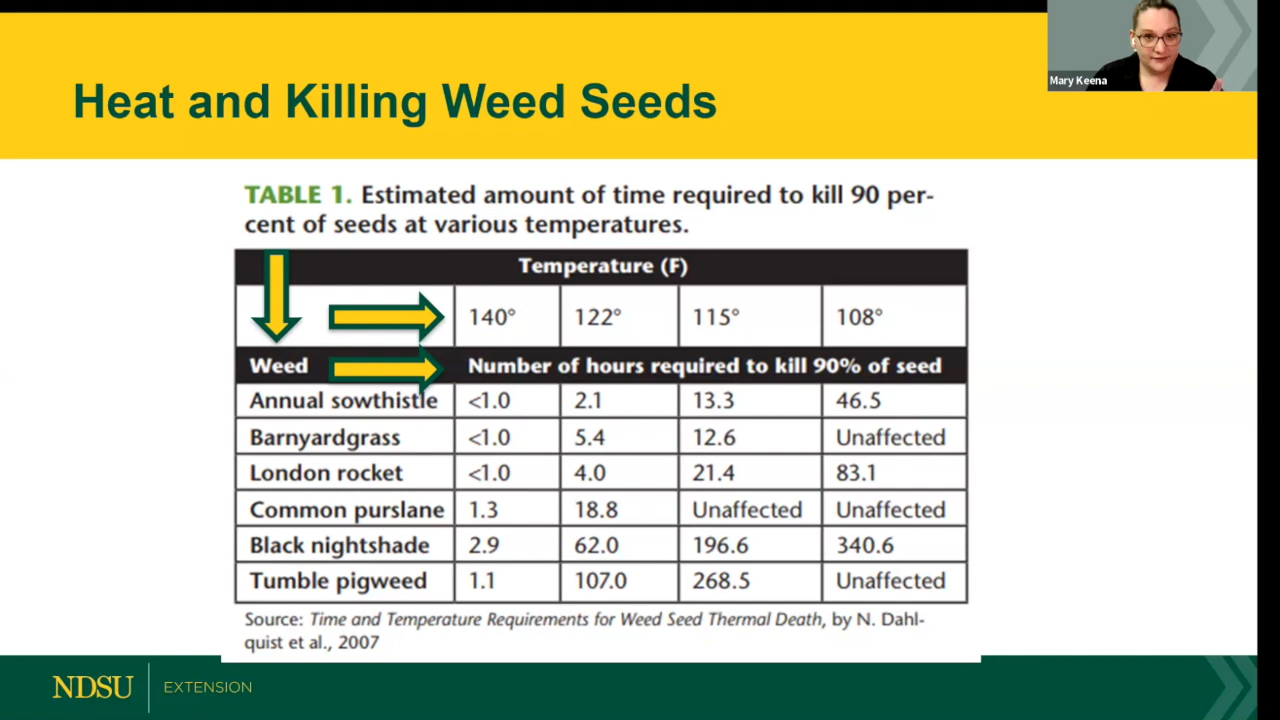 Mary Keena
Heat and Killing Weed Seeds
TABLE 1. Estimated amount of time required to kill 90 per-
cent of seeds at various temperatures.
Temperature (F)
140° 122° 115° 108°
Weed Number of hours required to kill 90% of seed
Annual sowthistle <1.0 2.1 13.3 46.5
Barnyardgrass <1.0 5.4 12.6 Unaffected
London rocket <1.0 4.0 21.4 83.1
Common purslane 1.3 18.8 Unaffected Unaffected
Black nightshade 2.9 62.0 196.6 340.6
Tumble pigweed 1.1 107.0 268.5 Unaffected
Source: Time and Temperature Requirements for Weed Seed Thermal Death, by N. Dahl-
quist et al., 2007
NDSU EXTENSION